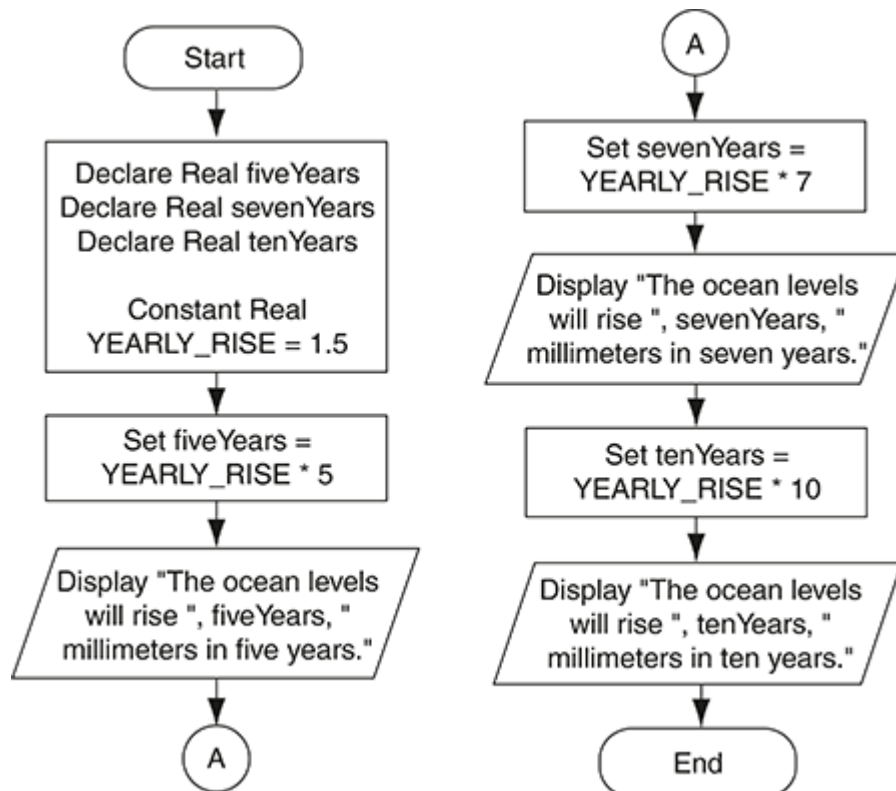 Start
Declare Real fiveYears
Declare Real sevenYears
Declare Real tenYears
Constant Real
YEARLY_RISE = 1.5
Set fiveYears =
YEARLY_RISE * 5
Display "The ocean levels
will rise ", fiveYears, "
millimeters in five years."
A
A
Set sevenYears =
YEARLY_RISE * 7
Display "The ocean levels
will rise ", sevenYears, "
millimeters in seven years."
Set tenYears =
YEARLY_RISE * 10
Display "The ocean levels
will rise ", tenYears, "
millimeters in ten years."
End